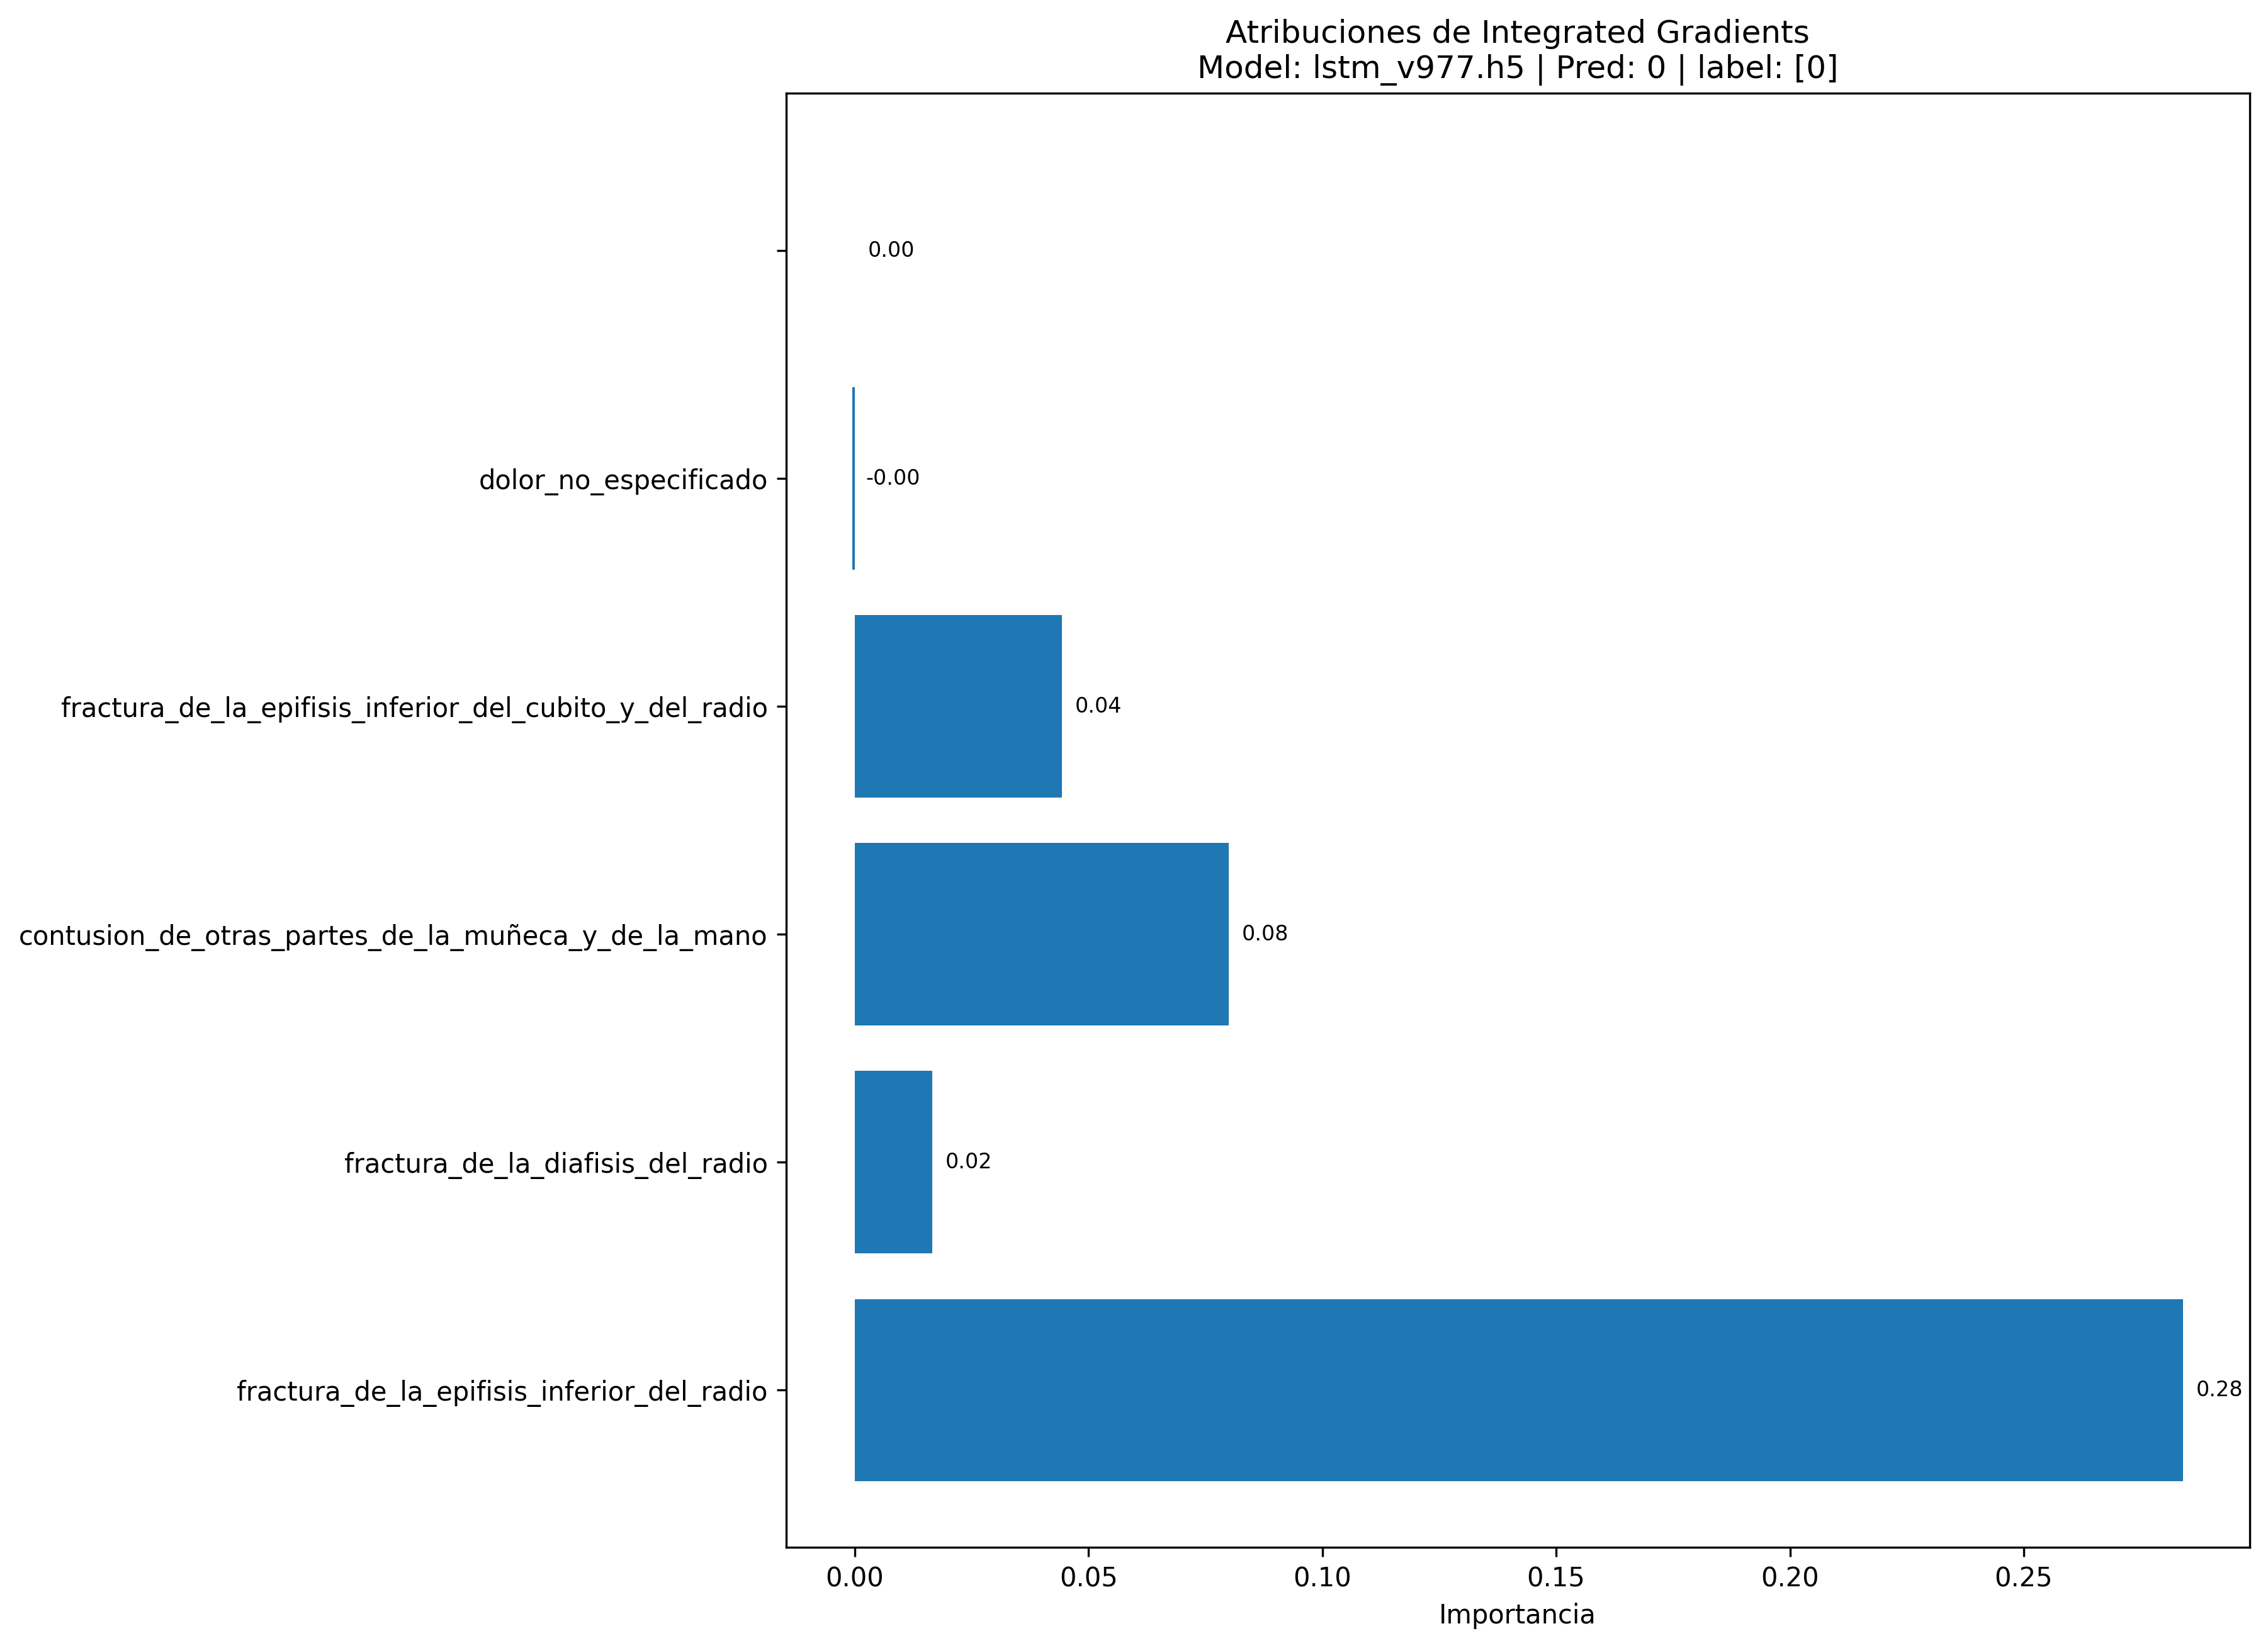 Atribuciones de Integrated Gradients
Model: lstm_v977.h5 | Pred: 0 | label: [0]
0.00
dolor_no_especificado
-0.00
fractura_de_la_epifisis_inferior_del_cubito_y_del_radio
0.04
contusion_de_otras_partes_de_la_muñeca_y_de_la_mano
0.08
fractura_de_la_diafisis_del_radio
0.02
fractura_de_la_epifisis_inferior_del_radio
0.28
0.00 0.05 0.10 0.15 0.20 0.25
Importancia